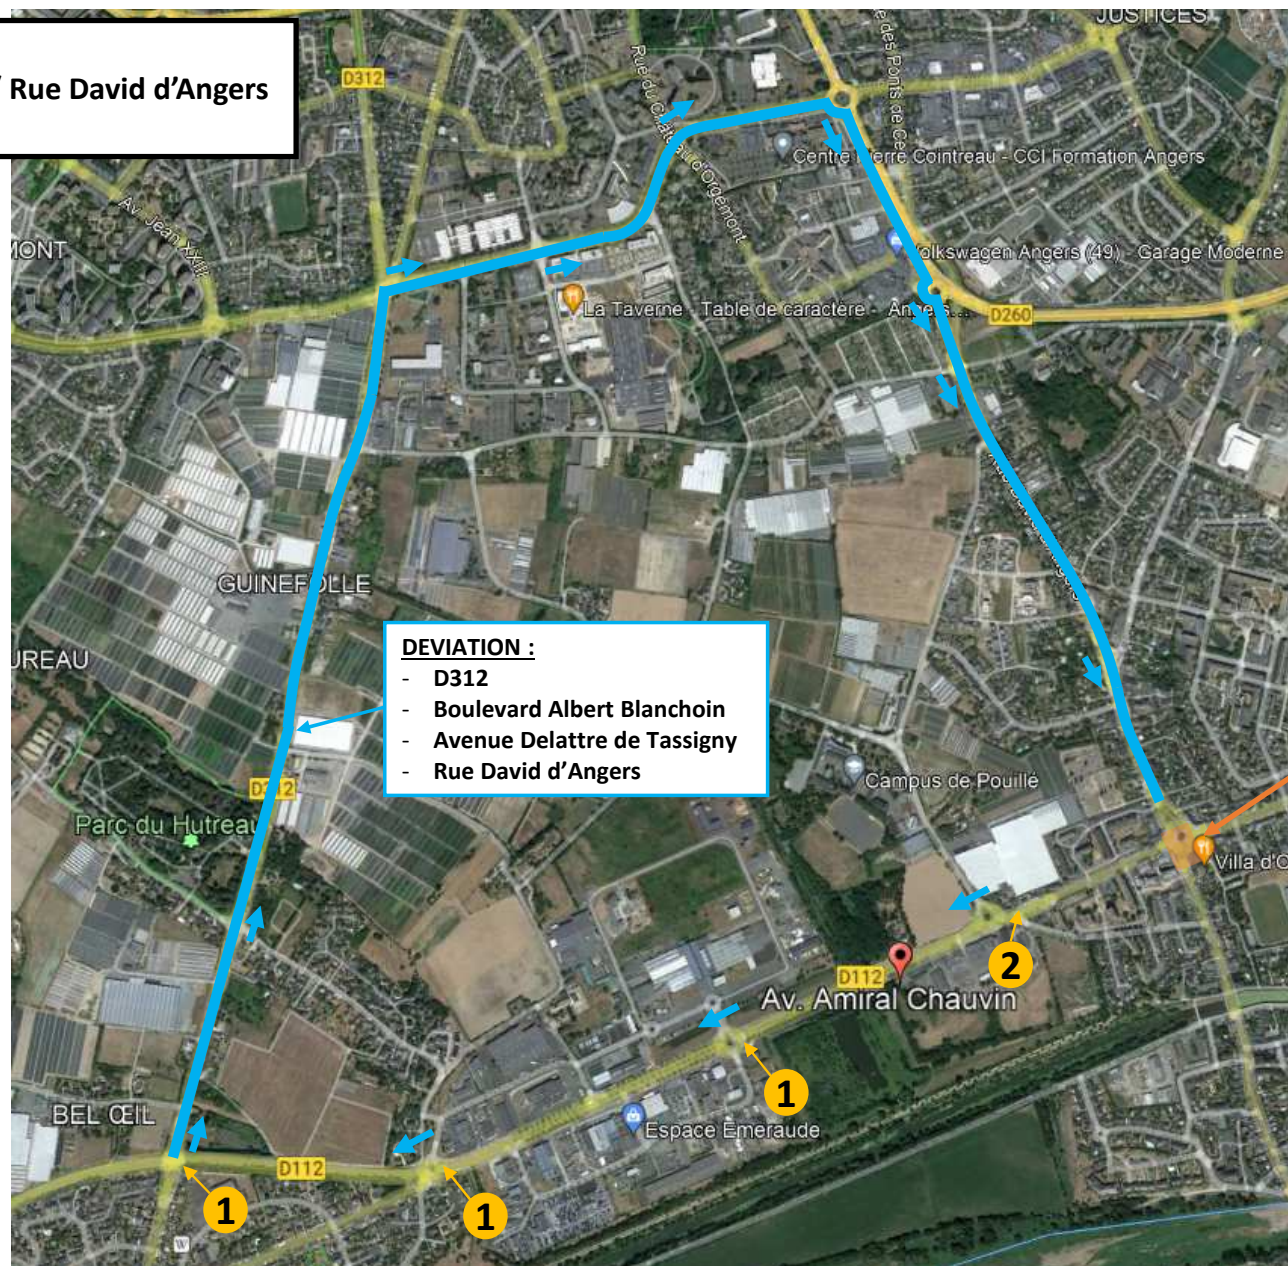 / Rue David d'Angers
JUSTICES
D312
Rue du Château d'Orgemont
Centre Pierre Cointreau - CCI Formation Angers
Av. Jean XXIII
MONT
Volkswagen Angers (49) - Garage Moderne
La Taverne - Table de caractère - Angers...
D260
GUINEFOLLE
UREAU
DEVIATION :
- D312
- Boulevard Albert Blanchoin
- Avenue Delattre de Tassigny
- Rue David d'Angers
D312
Campus de Pouillé
Parc du Hutreau
Villa d'O
2
D112
Av. Amiral Chauvin
1
BEL ŒIL
Espace Emeraude
D112
1
1
W